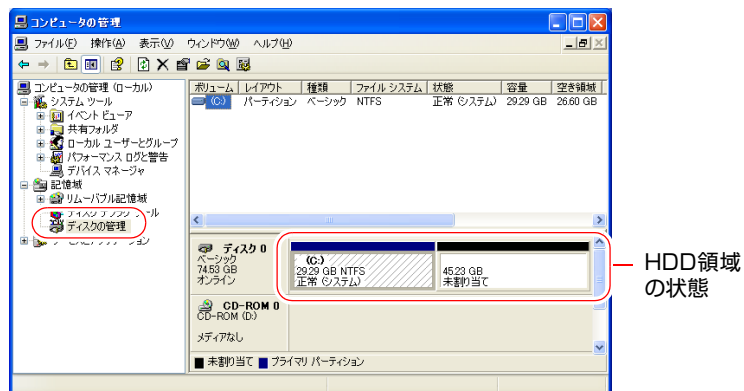 コンピュータの管理
ファイル(F) 操作(A) 表示(V) ウィンドウ(W) ヘルプ(H)
コンピュータの管理 (ローカル)
システム ツール
イベント ビューア
共有フォルダ
ローカル ユーザーとグループ
パフォーマンス ログと警告
デバイス マネージャ
記憶域
リムーバブル記憶域
ディスクの管理
ボリューム レイアウト 種類 ファイル システム 状態 容量 空き領域
(C:) パーティション ベーシック NTFS 正常 (システム) 29.29 GB 26.60 GB
ディスク 0
ベーシック
74.53 GB
オンライン
(C:)
29.29 GB NTFS
正常 (システム)
45.23 GB
未割り当て
CD-ROM 0
CD-ROM (D:)
メディアなし
未割り当て プライマリ パーティション
HDD領域
の状態